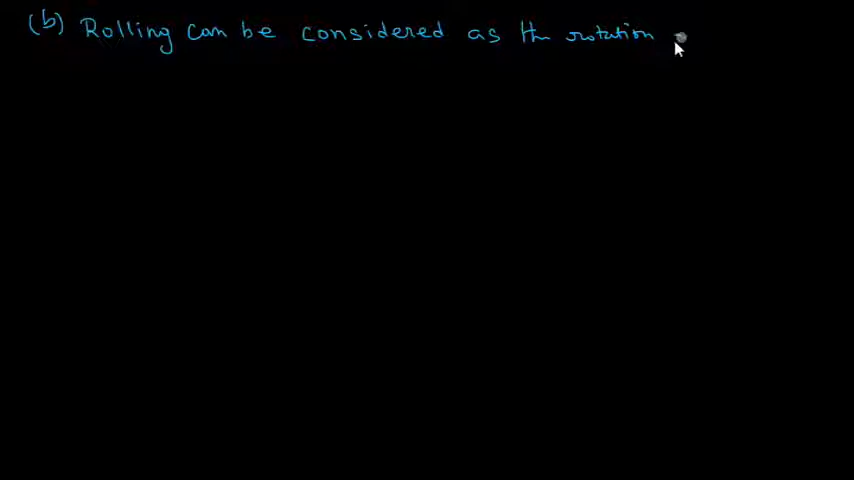 (b) Rolling can be considered as the rotation